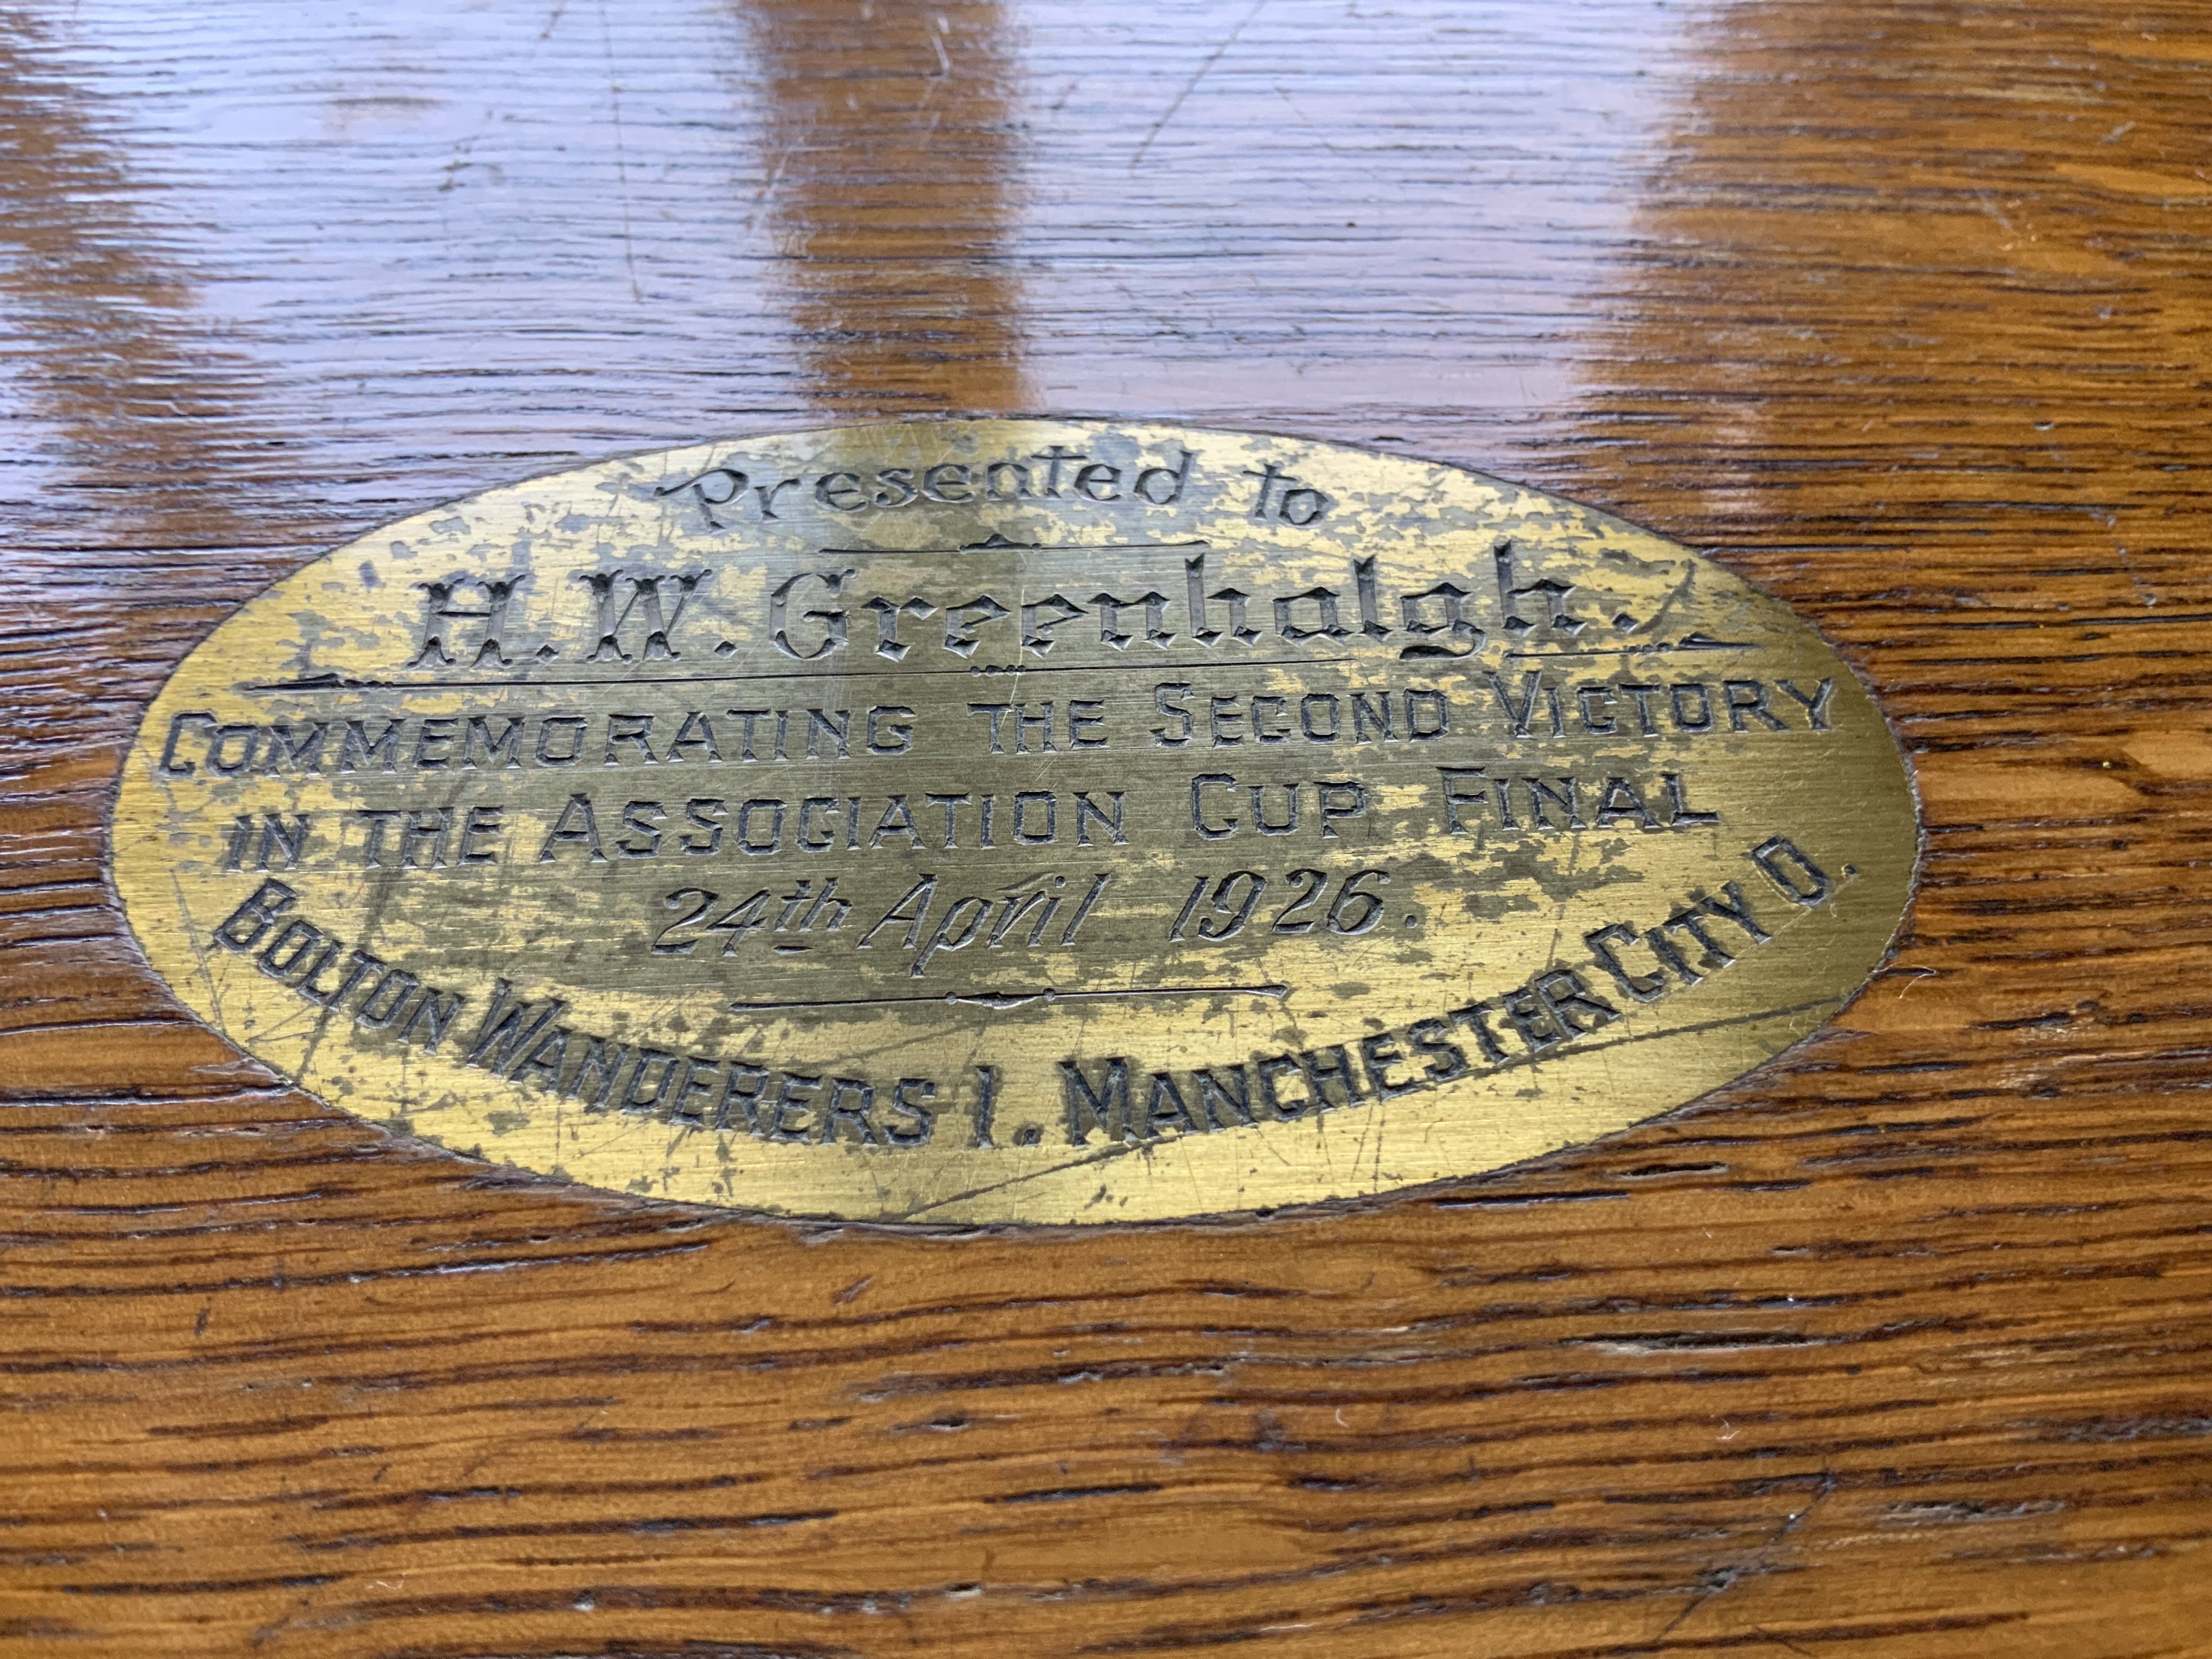 Presented to
H. W. Greenhalgh.
COMMEMORATING THE SECOND VICTORY
IN THE ASSOCIATION CUP FINAL
24th April 1926.
BOLTON WANDERERS 1. MANCHESTER CITY 0.